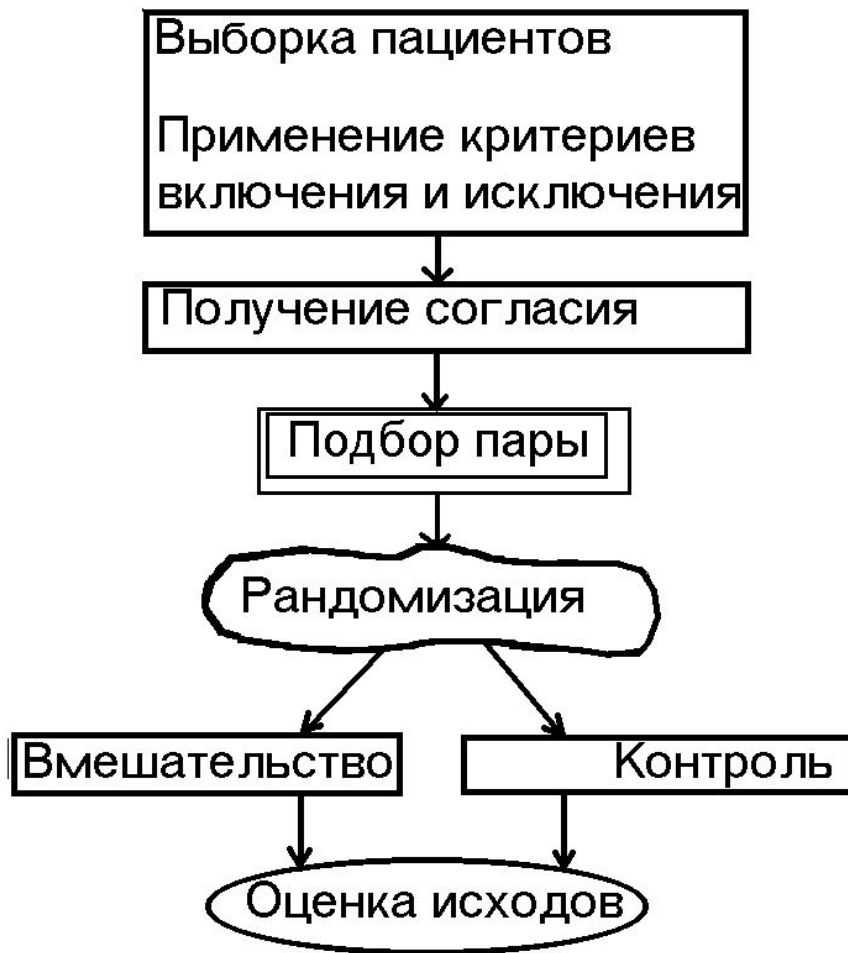 Выборка пациентов
Применение критериев
включения и исключения
Получение согласия
Подбор пары
Рандомизация
Вмешательство
Контроль
Оценка исходов